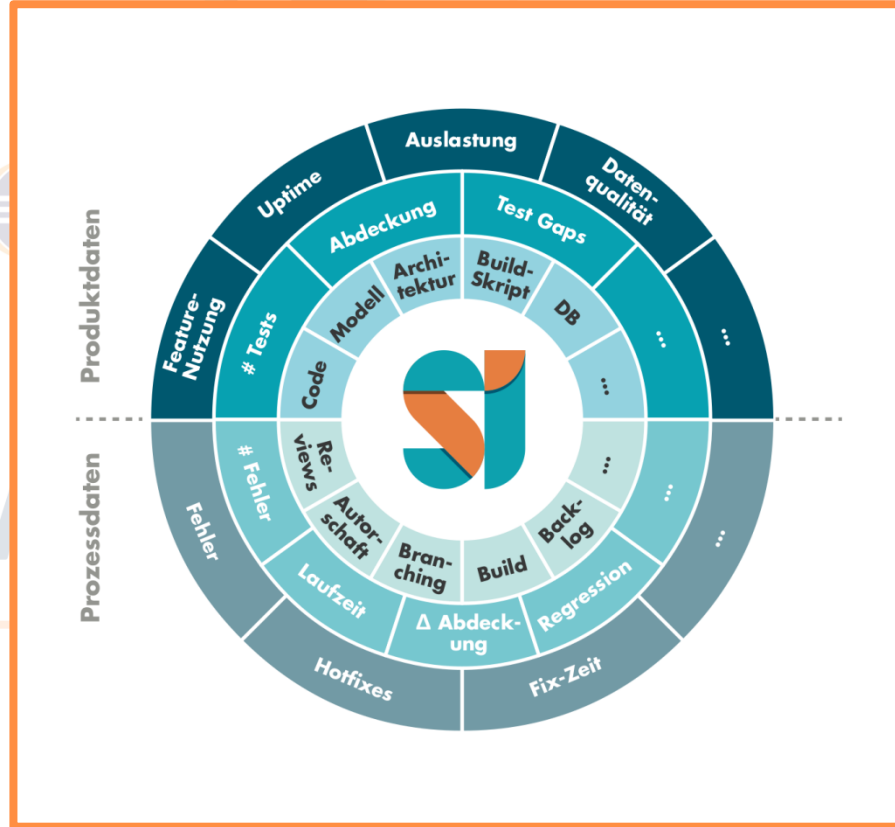 Produktdaten
Prozessdaten
Feature-
Nutzung
Uptime
Auslastung
Daten-
qualität
...
# Tests
Abdeckung
Test Gaps
...
Code
Modell
Archi-
tektur
Build-
Skript
DB
...
Re-
views
Autor-
schaft
Bran-
ching
Build
Back-
log
...
# Fehler
Laufzeit
Δ Abdeck-
ung
Regression
...
Fehler
Hotfixes
Fix-Zeit
...